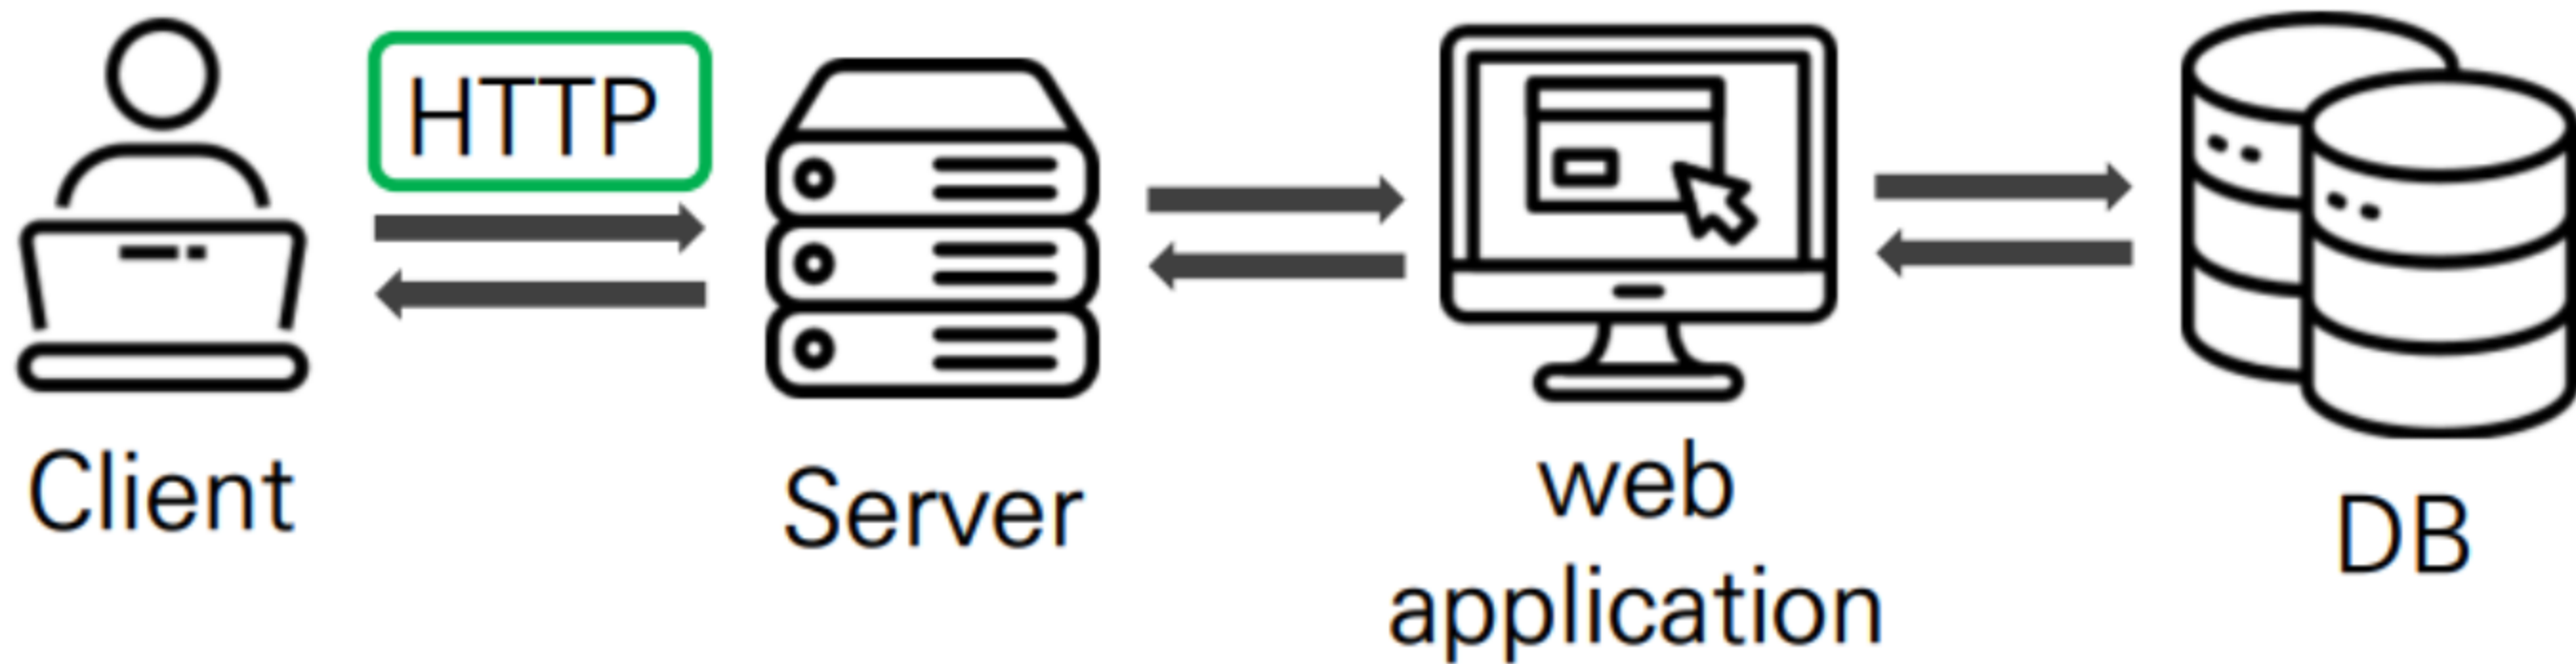 HTTP
Client
Server
web
application
DB